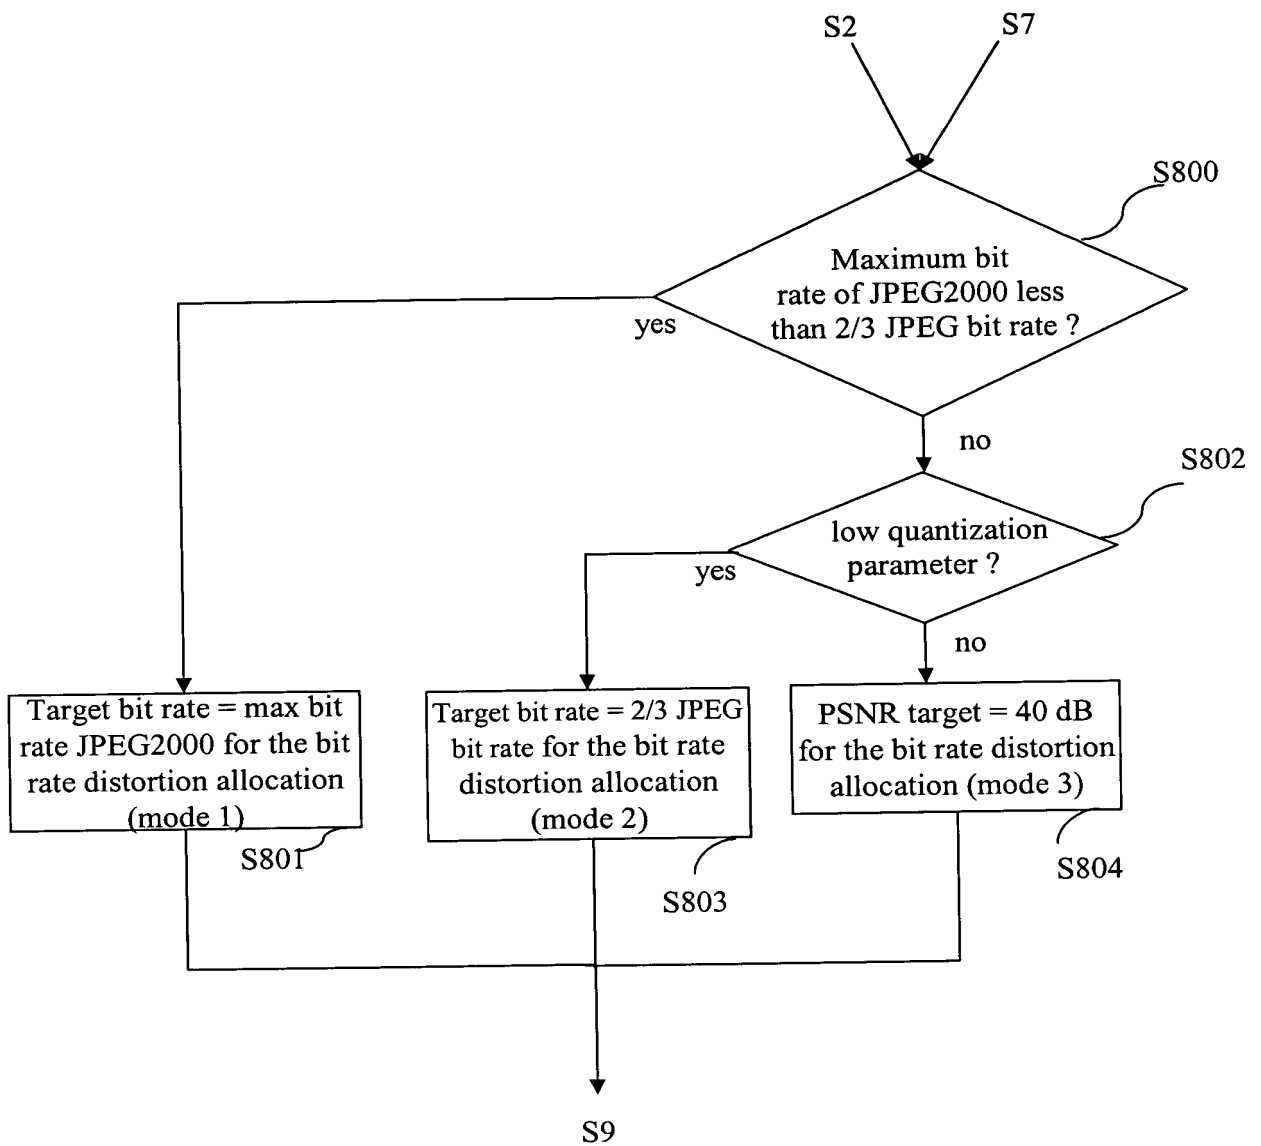 S2
S7
S800
Maximum bit
rate of JPEG2000 less
than 2/3 JPEG bit rate ?
yes
no
S802
low quantization
parameter ?
yes
no
Target bit rate = max bit
rate JPEG2000 for the bit
rate distortion allocation
(mode 1)
S801
Target bit rate = 2/3 JPEG
bit rate for the bit rate
distortion allocation
(mode 2)
S803
PSNR target = 40 dB
for the bit rate distortion
allocation (mode 3)
S804
S9